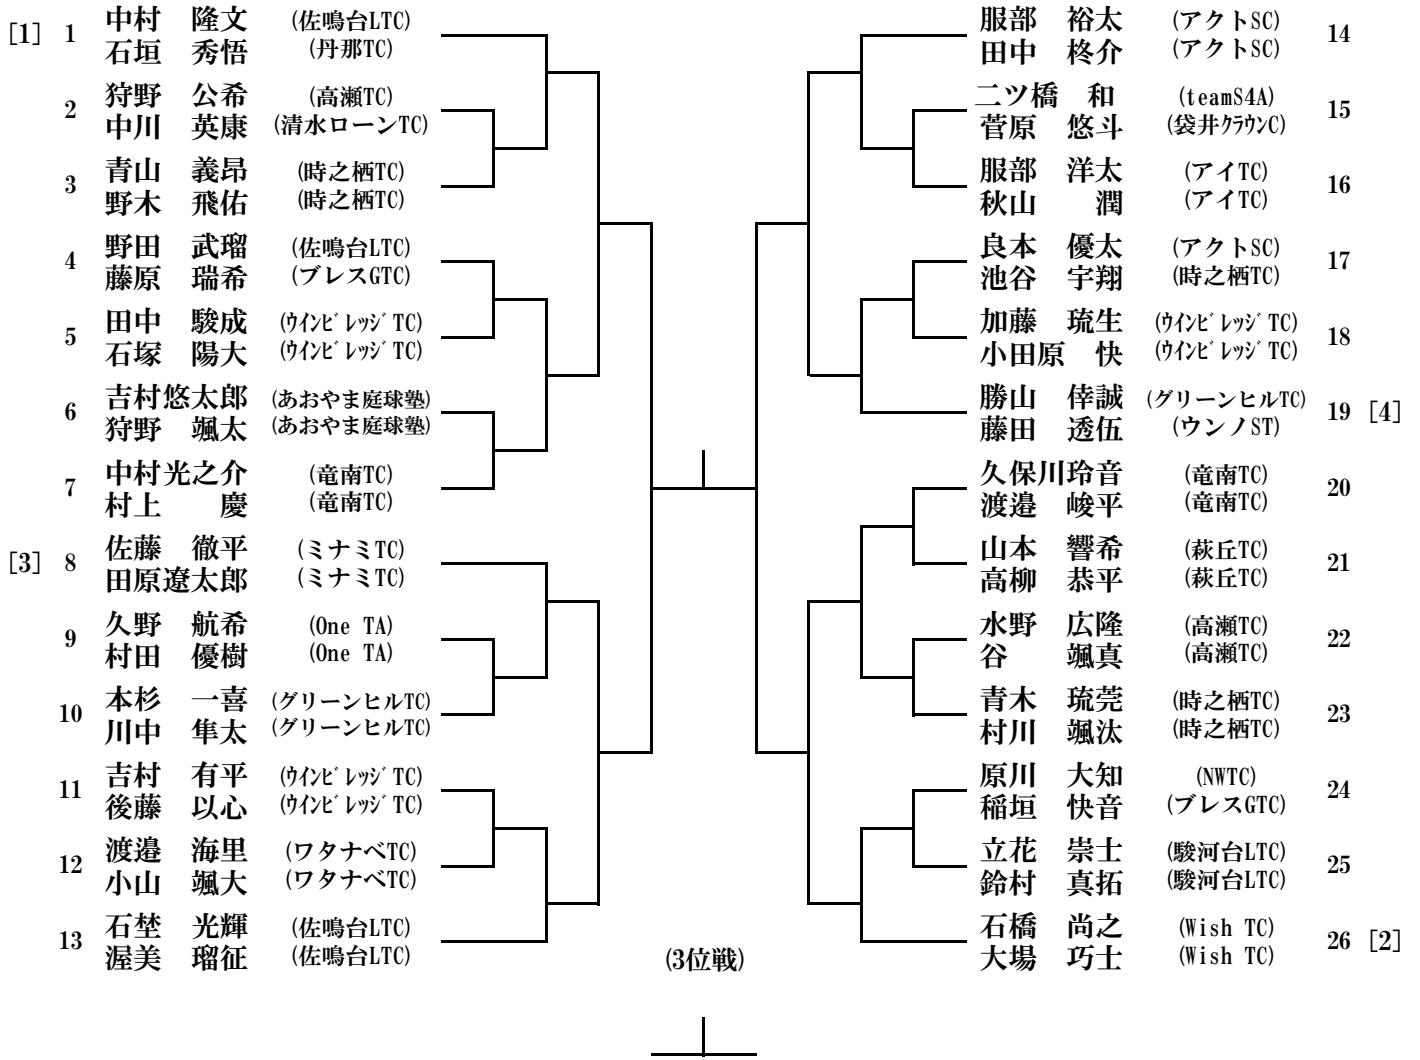 [1] 1 中村 隆文 (佐鳴台LTC)
石垣 秀悟 (丹那TC)
2 狩野 公希 (高瀬TC)
中川 英康 (清水ローンTC)
3 青山 義昂 (時之栖TC)
野木 飛佑 (時之栖TC)
4 野田 武瑠 (佐鳴台LTC)
藤原 瑞希 (ブレスGTC)
5 田中 駿成 (ウインビレッジTC)
石塚 陽大 (ウインビレッジTC)
6 吉村悠太郎 (あおやま庭球塾)
狩野 颯太 (あおやま庭球塾)
7 中村光之介 (竜南TC)
村上 慶 (竜南TC)
[3] 8 佐藤 徹平 (ミナミTC)
田原遼太郎 (ミナミTC)
9 久野 航希 (One TA)
村田 優樹 (One TA)
10 本杉 一喜 (グリーンヒルTC)
川中 隼太 (グリーンヒルTC)
11 吉村 有平 (ウインビレッジTC)
後藤 以心 (ウインビレッジTC)
12 渡邉 海里 (ワタナベTC)
小山 颯大 (ワタナベTC)
13 石埜 光輝 (佐鳴台LTC)
渥美 瑠征 (佐鳴台LTC)
(3位戦)
服部 裕太 (アクトSC) 14
田中 柊介 (アクトSC)
二ツ橋 和 (teamS4A) 15
菅原 悠斗 (袋井クラウンC)
服部 洋太 (アイTC) 16
秋山 潤 (アイTC)
良本 優太 (アクトSC) 17
池谷 宇翔 (時之栖TC)
加藤 琉生 (ウインビレッジTC) 18
小田原 快 (ウインビレッジTC)
勝山 倖誠 (グリーンヒルTC) 19 [4]
藤田 透伍 (ウンノST)
久保川玲音 (竜南TC) 20
渡邉 峻平 (竜南TC)
山本 響希 (萩丘TC) 21
高柳 恭平 (萩丘TC)
水野 広隆 (高瀬TC) 22
谷 颯真 (高瀬TC)
青木 琉莞 (時之栖TC) 23
村川 颯汰 (時之栖TC)
原川 大知 (NWTC) 24
稲垣 快音 (ブレスGTC)
立花 崇士 (駿河台LTC) 25
鈴村 真拓 (駿河台LTC)
石橋 尚之 (Wish TC) 26 [2]
大場 巧士 (Wish TC)